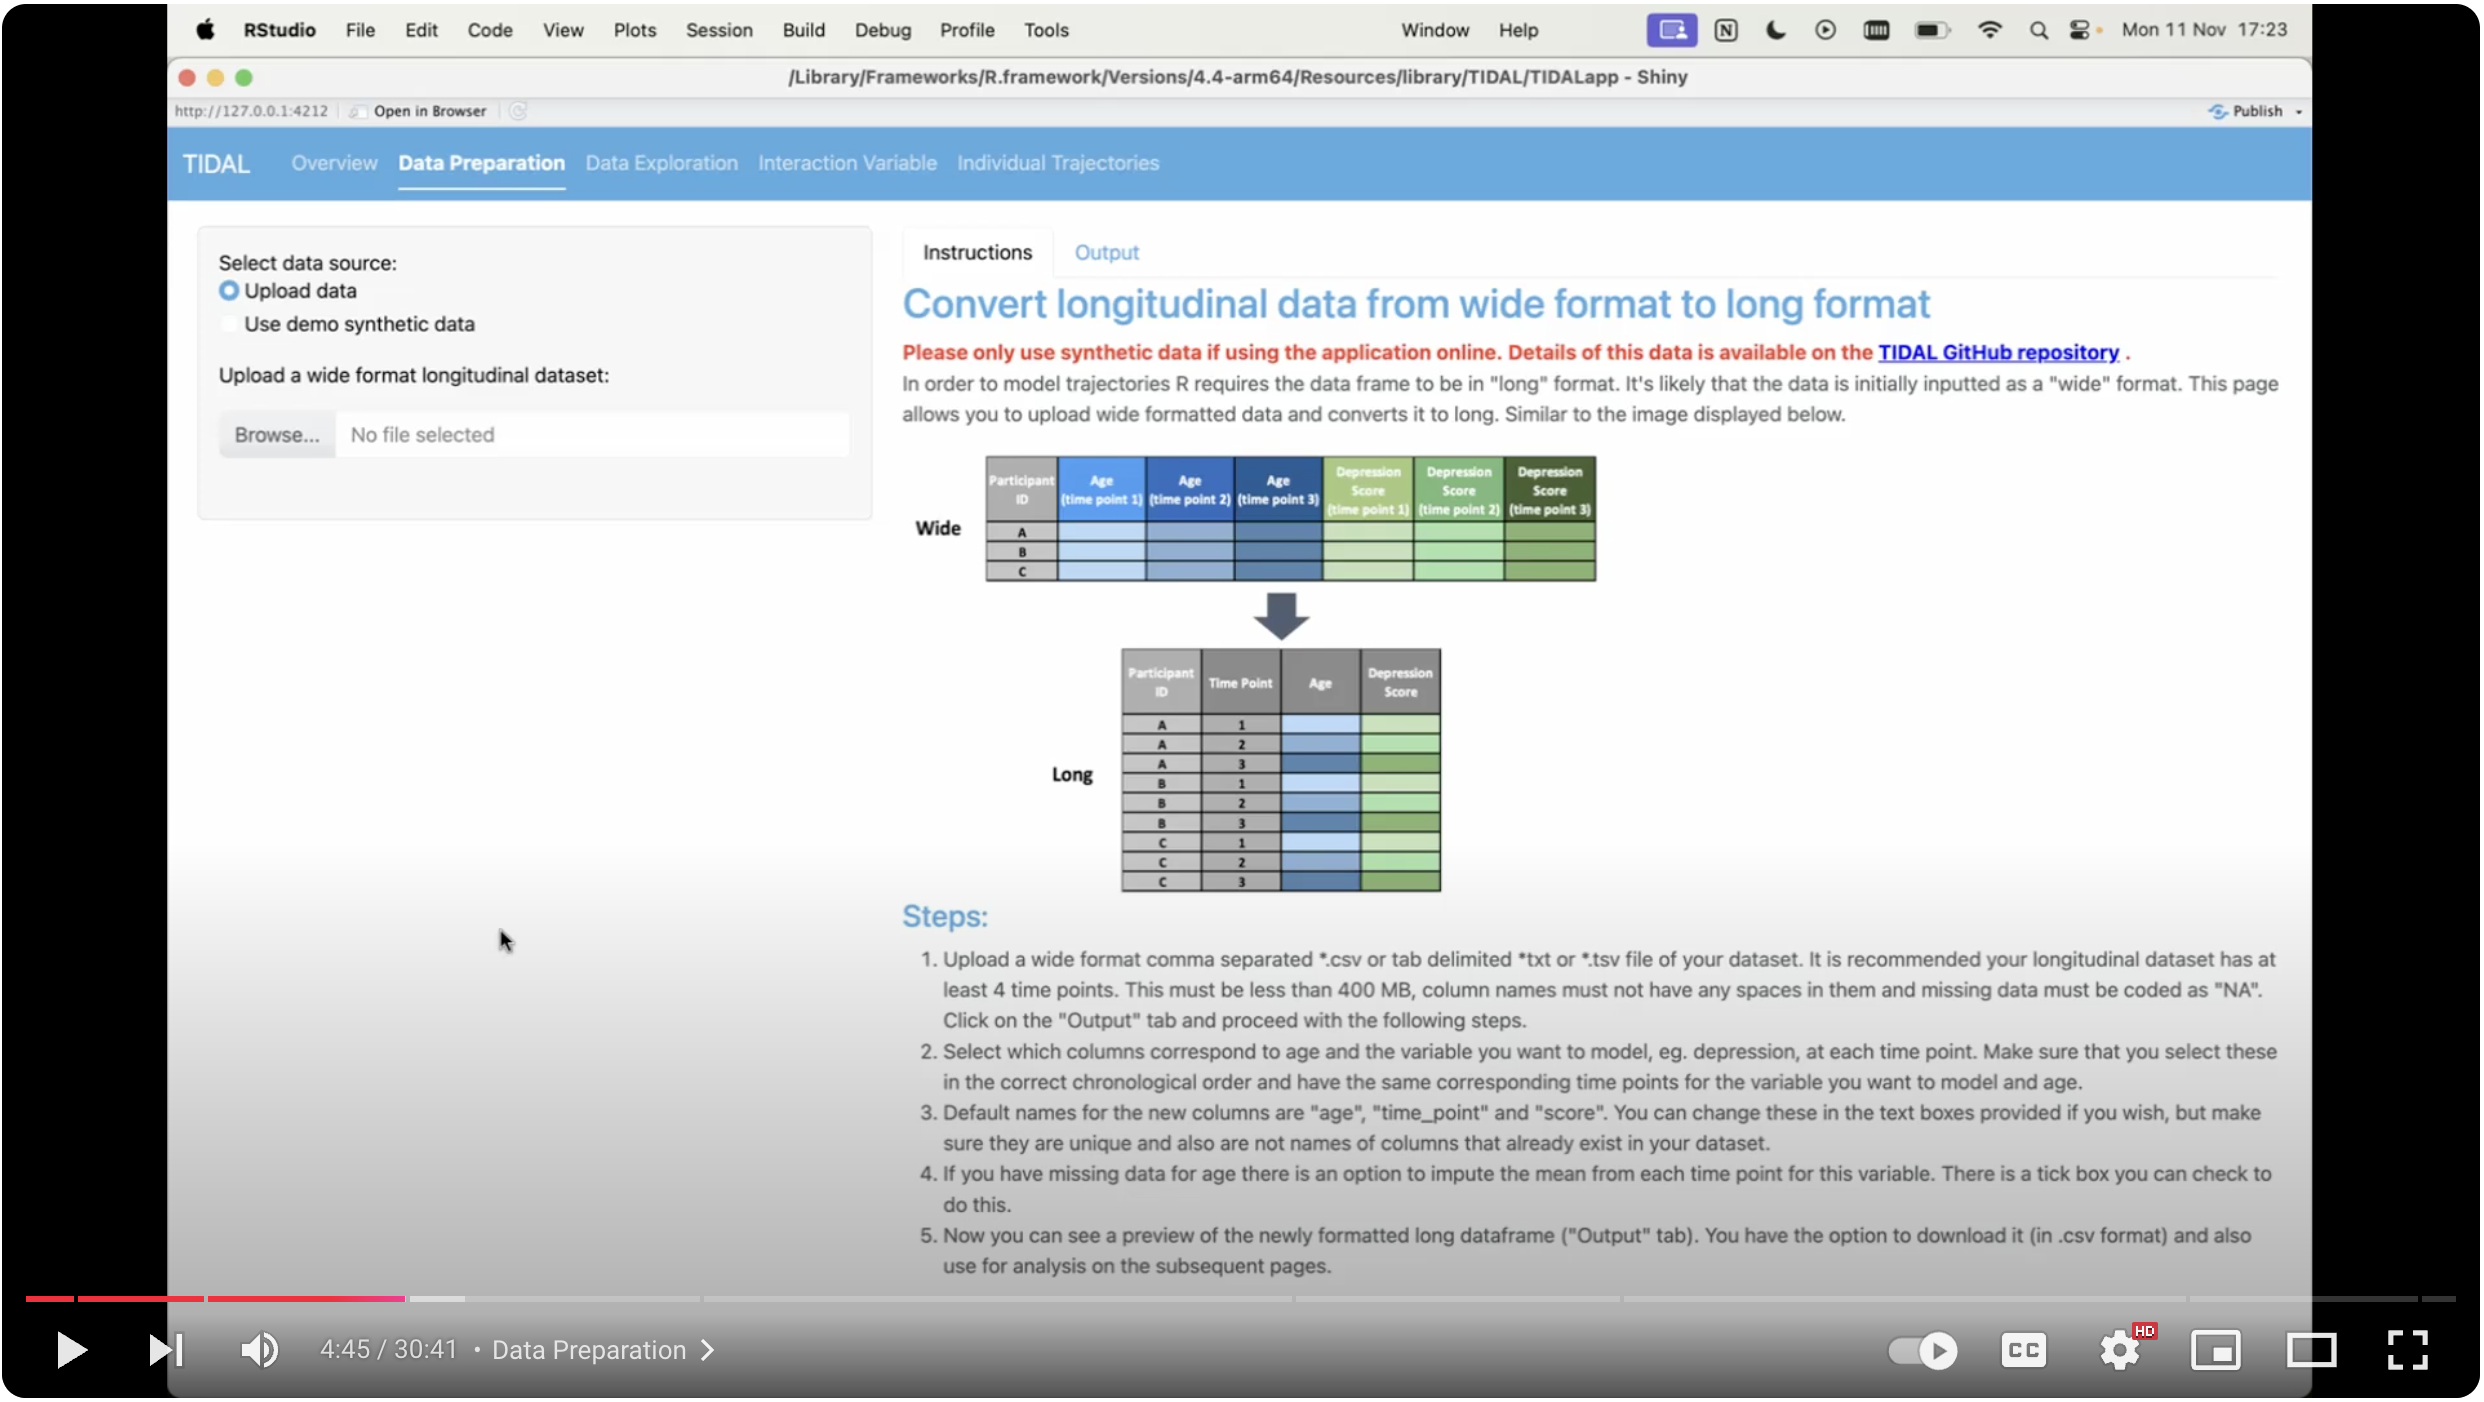 RStudio File Edit Code View Plots Session Build Debug Profile Tools Window Help N Mon 11 Nov 17:23
/Library/Frameworks/R.framework/Versions/4.4-arm64/Resources/library/TIDAL/TIDALapp - Shiny
http://127.0.0.1:4212 Open in Browser Publish
TIDAL Overview Data Preparation Data Exploration Interaction Variable Individual Trajectories
Select data source:
Upload data
Use demo synthetic data
Upload a wide format longitudinal dataset:
Browse... No file selected
Instructions Output
Convert longitudinal data from wide format to long format
Please only use synthetic data if using the application online. Details of this data is available on the TIDAL GitHub repository .
In order to model trajectories R requires the data frame to be in "long" format. It's likely that the data is initially inputted as a "wide" format. This page
allows you to upload wide formatted data and converts it to long. Similar to the image displayed below.
Wide
Participant ID Age (time point 1) Age (time point 2) Age (time point 3) Depression Score (time point 1) Depression Score (time point 2) Depression Score (time point 3)
A
B
C
Long
Participant ID Time Point Age Depression Score
A 1
A 2
A 3
B 1
B 2
B 3
C 1
C 2
C 3
Steps:
1. Upload a wide format comma separated *.csv or tab delimited *txt or *.tsv file of your dataset. It is recommended your longitudinal dataset has at
least 4 time points. This must be less than 400 MB, column names must not have any spaces in them and missing data must be coded as "NA".
Click on the "Output" tab and proceed with the following steps.
2. Select which columns correspond to age and the variable you want to model, eg. depression, at each time point. Make sure that you select these
in the correct chronological order and have the same corresponding time points for the variable you want to model and age.
3. Default names for the new columns are "age", "time_point" and "score". You can change these in the text boxes provided if you wish, but make
sure they are unique and also are not names of columns that already exist in your dataset.
4. If you have missing data for age there is an option to impute the mean from each time point for this variable. There is a tick box you can check to
do this.
5. Now you can see a preview of the newly formatted long dataframe ("Output" tab). You have the option to download it (in .csv format) and also
use for analysis on the subsequent pages.
4:45 / 30:41 • Data Preparation CC HD